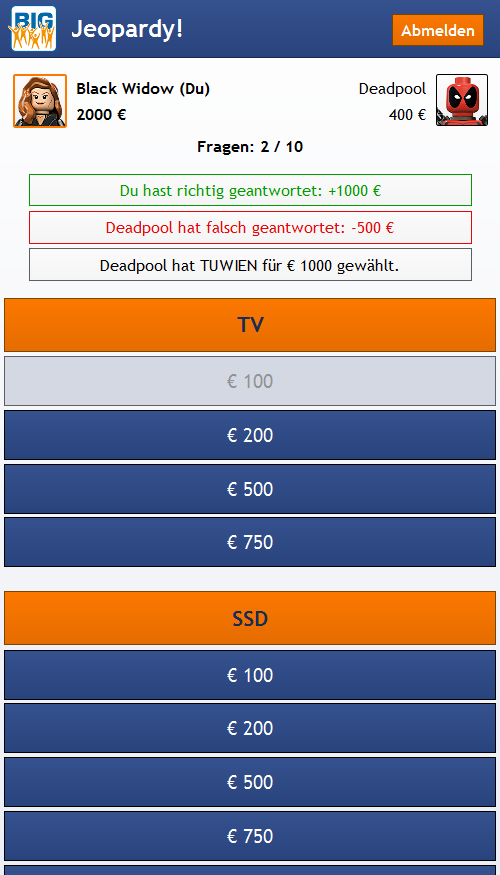 BIG
Jeopardy!
Abmelden
Black Widow (Du)
2000 €
Deadpool
400 €
Fragen: 2 / 10
Du hast richtig geantwortet: +1000 €
Deadpool hat falsch geantwortet: -500 €
Deadpool hat TUWIEN für € 1000 gewählt.
TV
€ 100
€ 200
€ 500
€ 750
SSD
€ 100
€ 200
€ 500
€ 750